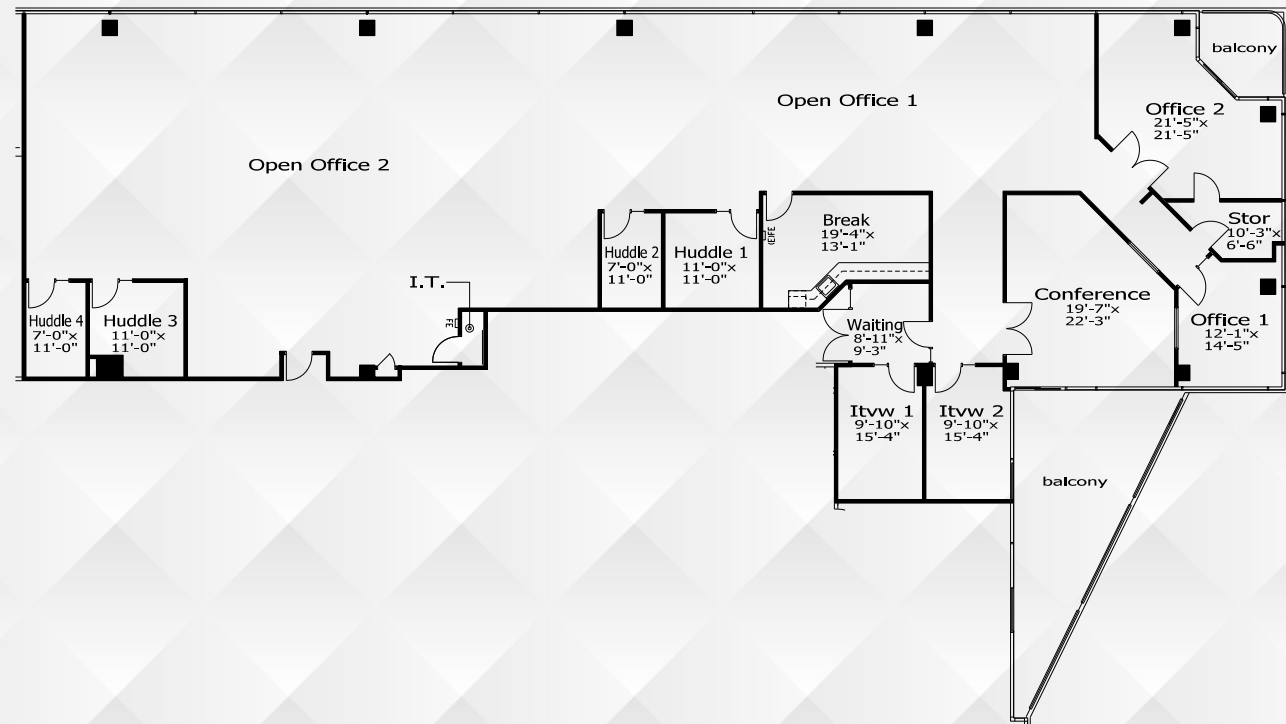 balcony
Open Office 1
Office 2
21'-5"x
21'-5"
Open Office 2
Break
19'-4"x
13'-1"
Stor
10'-3"x
6'-6"
Huddle 2
7'-0"x
11'-0"
Huddle 1
11'-0"x
11'-0"
I.T.
Conference
19'-7"x
22'-3"
Huddle 4
7'-0"x
11'-0"
Huddle 3
11'-0"x
11'-0"
FE
Waiting
8'-11"x
9'-3"
Office 1
12'-1"x
14'-5"
Itvw 1
9'-10"x
15'-4"
Itvw 2
9'-10"x
15'-4"
balcony